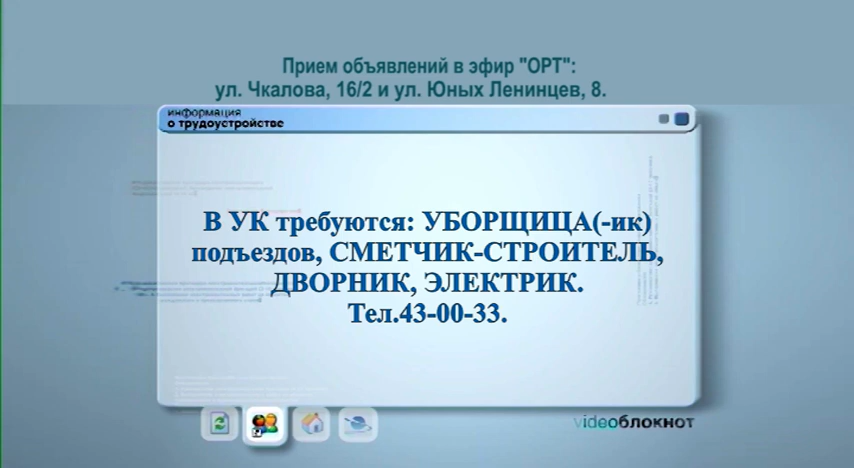 Прием объявлений в эфир "ОРТ":
ул. Чкалова, 16/2 и ул. Юных Ленинцев, 8.
информация
о трудоустройстве
В УК требуются: УБОРЩИЦА(-ик)
подъездов, СМЕТЧИК-СТРОИТЕЛЬ,
ДВОРНИК, ЭЛЕКТРИК.
Тел.43-00-33.
videoблокнот